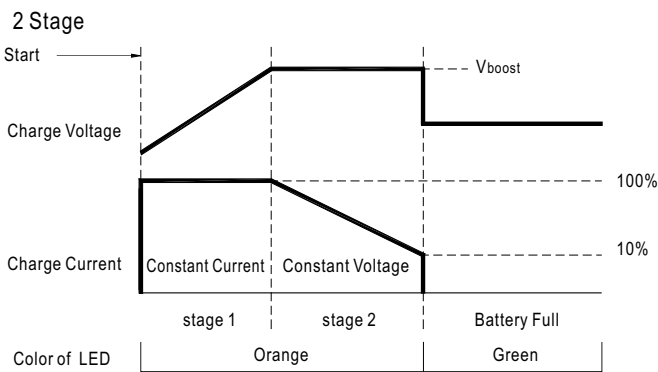 2 Stage
Start
Vboost
Charge Voltage
100%
10%
Charge Current
Constant Current
Constant Voltage
stage 1
stage 2
Battery Full
Color of LED
Orange
Green